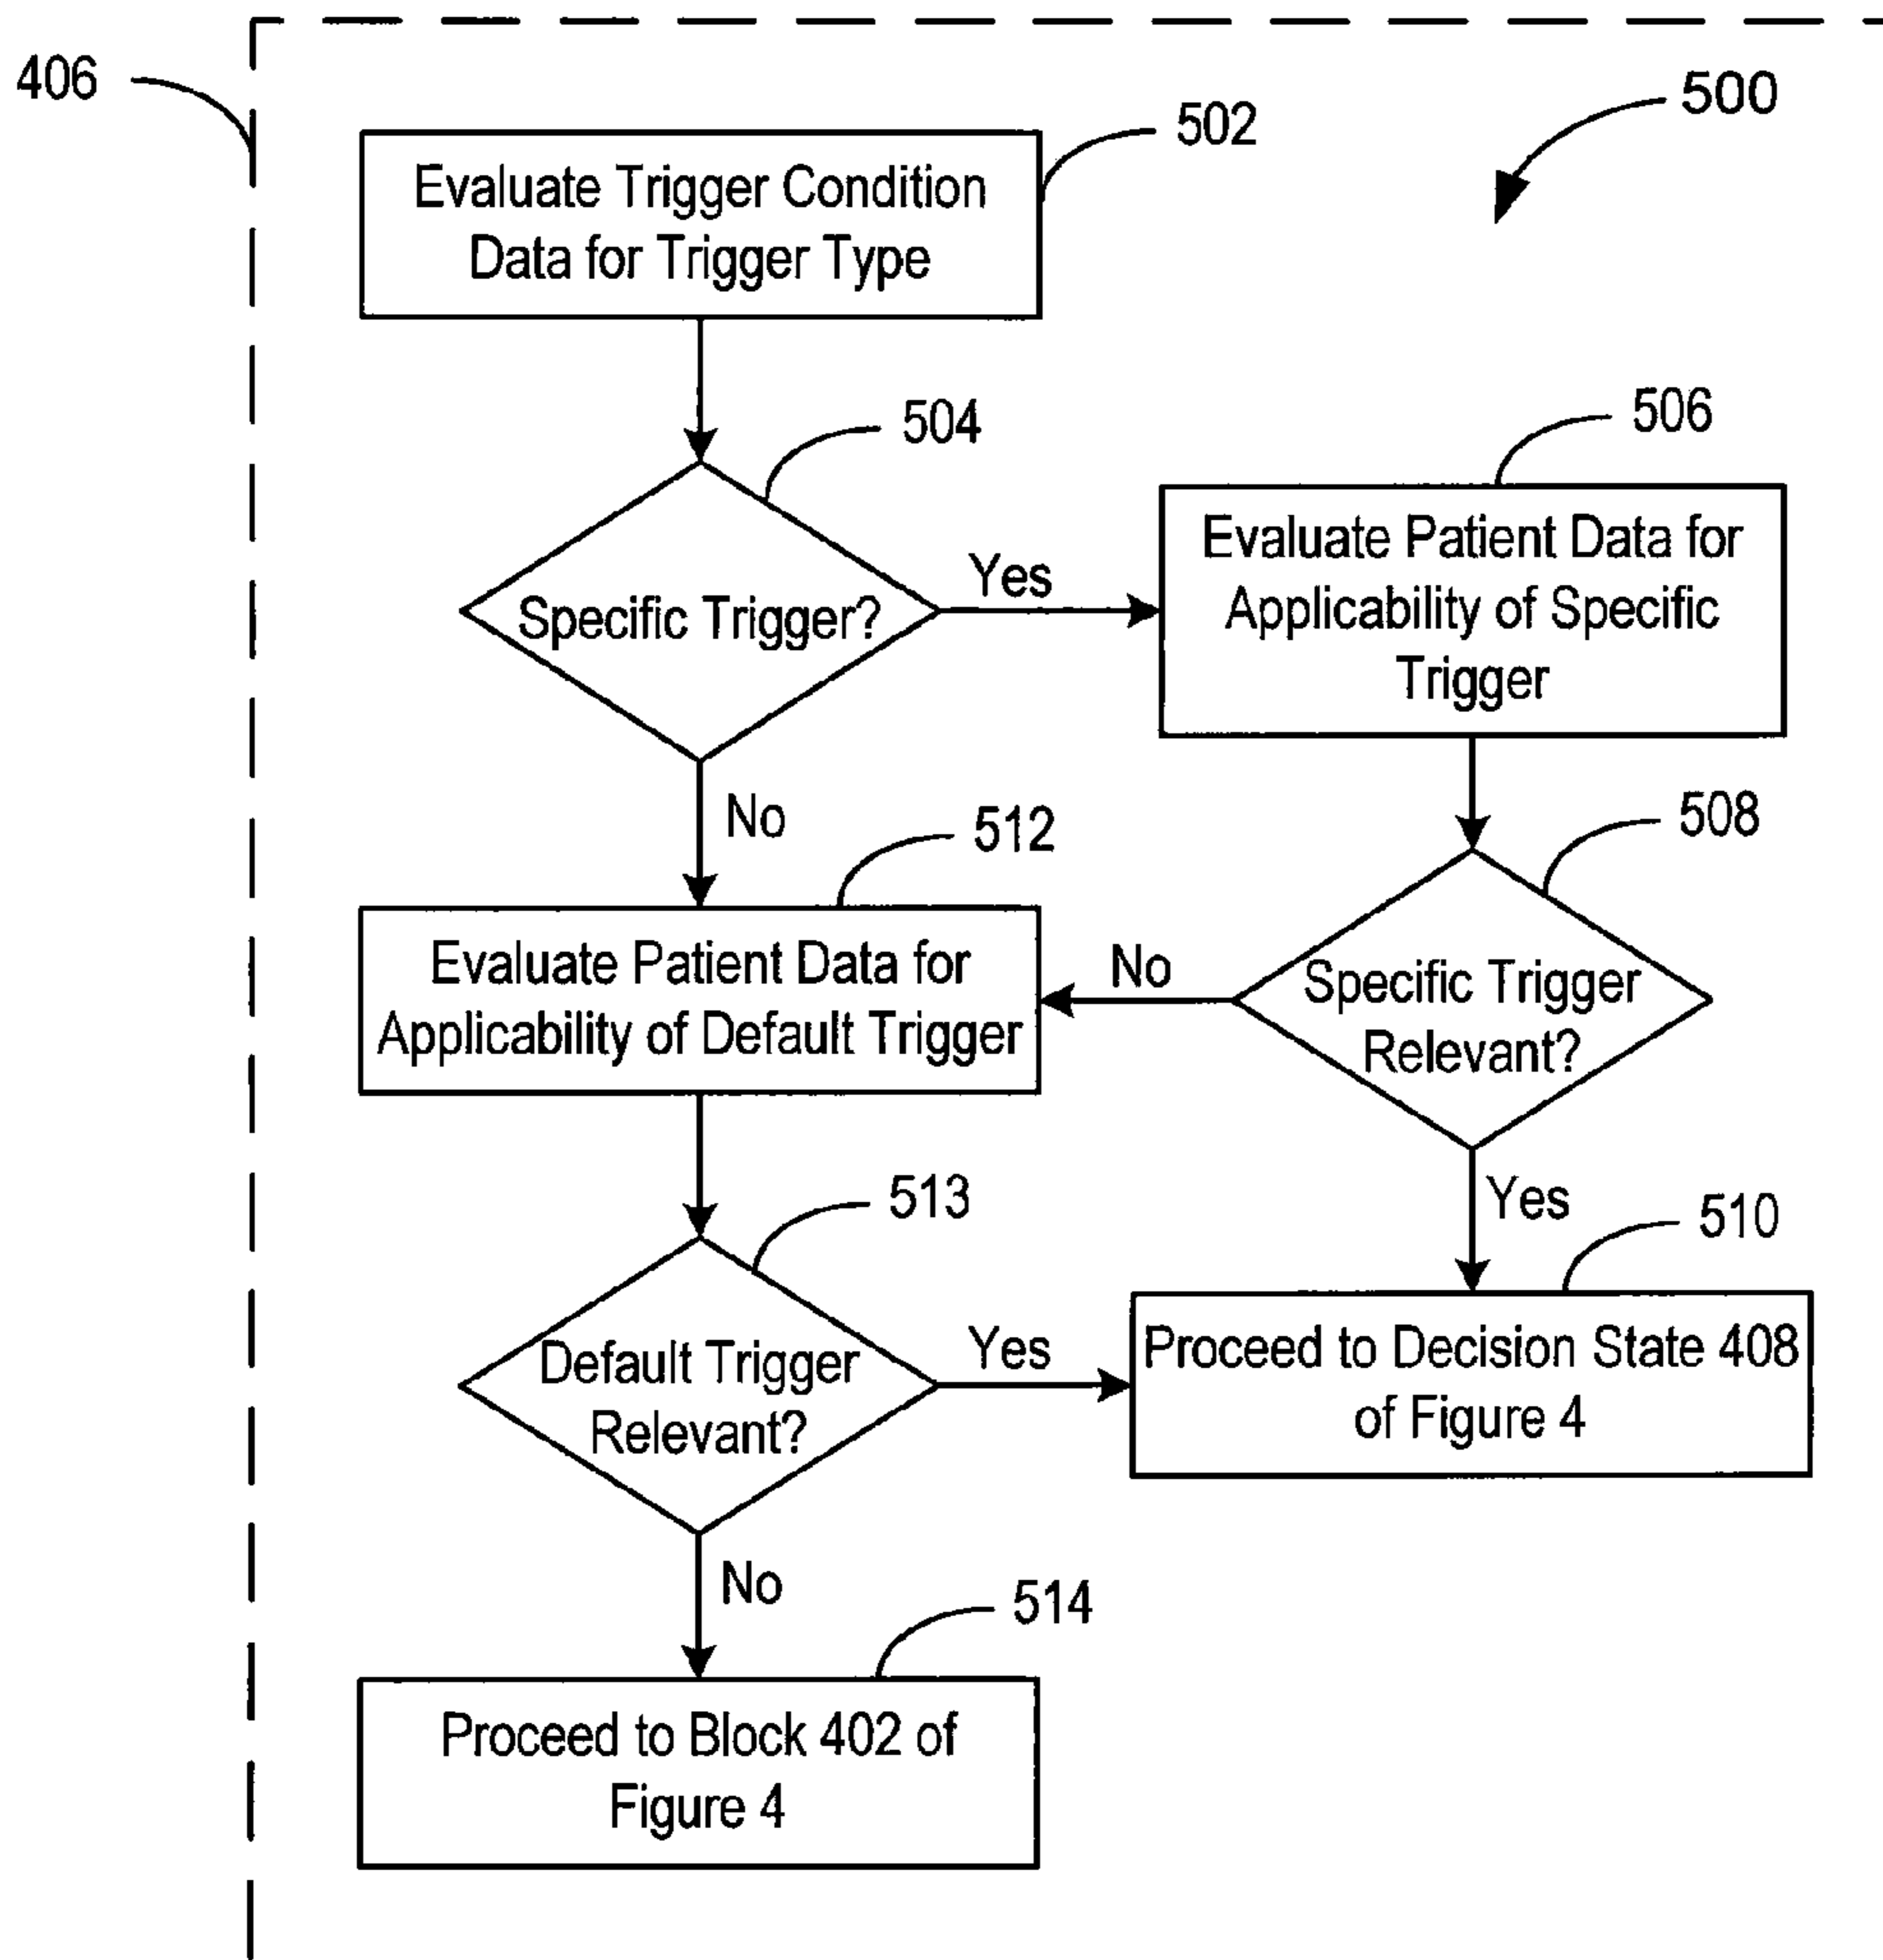 406
500
502
Evaluate Trigger Condition
Data for Trigger Type
504
506
Specific Trigger?
Yes
Evaluate Patient Data for
Applicability of Specific
Trigger
No
508
512
Evaluate Patient Data for
Applicability of Default Trigger
No
Specific Trigger
Relevant?
513
Yes
510
Default Trigger
Relevant?
Yes
Proceed to Decision State 408
of Figure 4
No
514
Proceed to Block 402 of
Figure 4